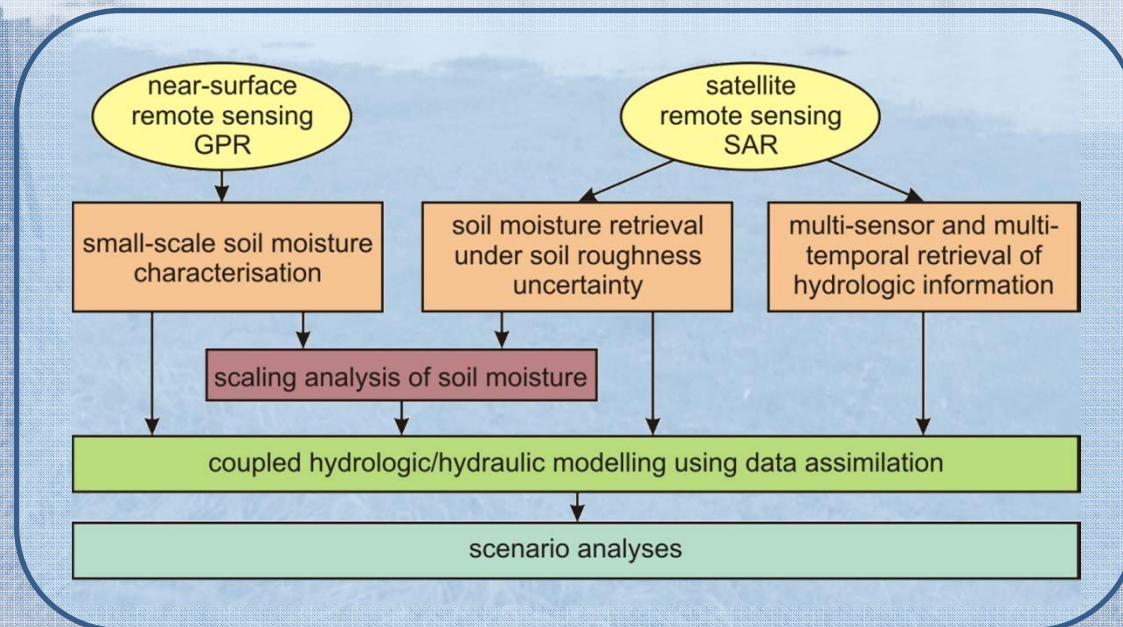 near-surface
remote sensing
GPR
satellite
remote sensing
SAR
small-scale soil moisture
characterisation
soil moisture retrieval
under soil roughness
uncertainty
multi-sensor and multi-
temporal retrieval of
hydrologic information
scaling analysis of soil moisture
coupled hydrologic/hydraulic modelling using data assimilation
scenario analyses